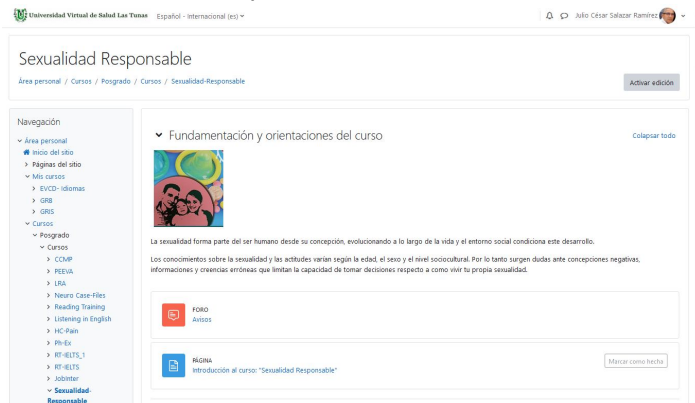 Universidad Virtual de Salud Las Tunas Español - Internacional (es) Julio César Salazar Ramírez
Sexualidad Responsable
Área personal / Cursos / Posgrado / Cursos / Sexualidad-Responsable
Activar edición
Navegación
Área personal
Inicio del sitio
Páginas del sitio
Mis cursos
EVCD- Idiomas
GRB
GRIS
Cursos
Posgrado
Cursos
CCMP
PEEVA
LRA
Neuro Case-Files
Reading Training
Listening in English
HC-Pain
Ph-Ex
RT-IELTS_1
RT-IELTS
JobInter
Sexualidad-
Responsable
Fundamentación y orientaciones del curso
Colapsar todo
La sexualidad forma parte del ser humano desde su concepción, evolucionando a lo largo de la vida y el entorno social condiciona este desarrollo.
Los conocimientos sobre la sexualidad y las actitudes varían según la edad, el sexo y el nivel sociocultural. Por lo tanto surgen dudas ante concepciones negativas,
informaciones y creencias erróneas que limitan la capacidad de tomar decisiones respecto a como vivir tu propia sexualidad.
FORO
Avisos
PÁGINA
Introducción al curso: "Sexualidad Responsable"
Marcar como hecha